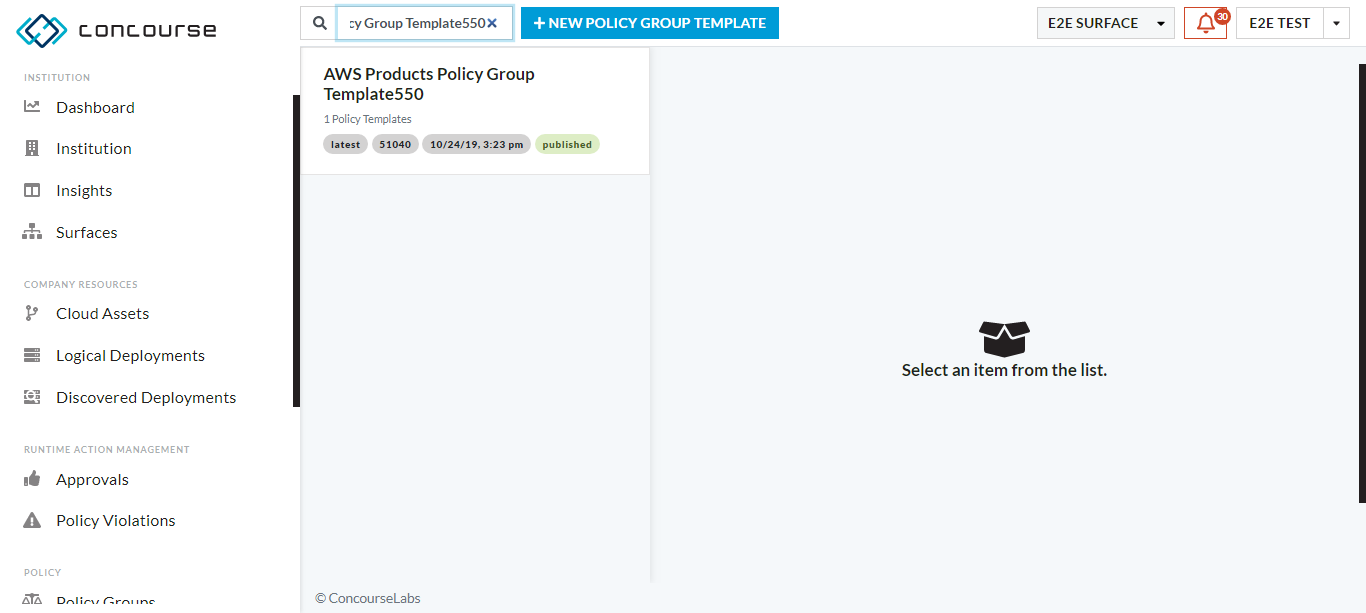 concourse
cy Group Template550 ×
+ NEW POLICY GROUP TEMPLATE
E2E SURFACE
30
E2E TEST
INSTITUTION
Dashboard
Institution
Insights
Surfaces
COMPANY RESOURCES
Cloud Assets
Logical Deployments
Discovered Deployments
RUNTIME ACTION MANAGEMENT
Approvals
Policy Violations
POLICY
Policy Groups
AWS Products Policy Group
Template550
1 Policy Templates
latest 51040 10/24/19, 3:23 pm published
Select an item from the list.
© ConcourseLabs